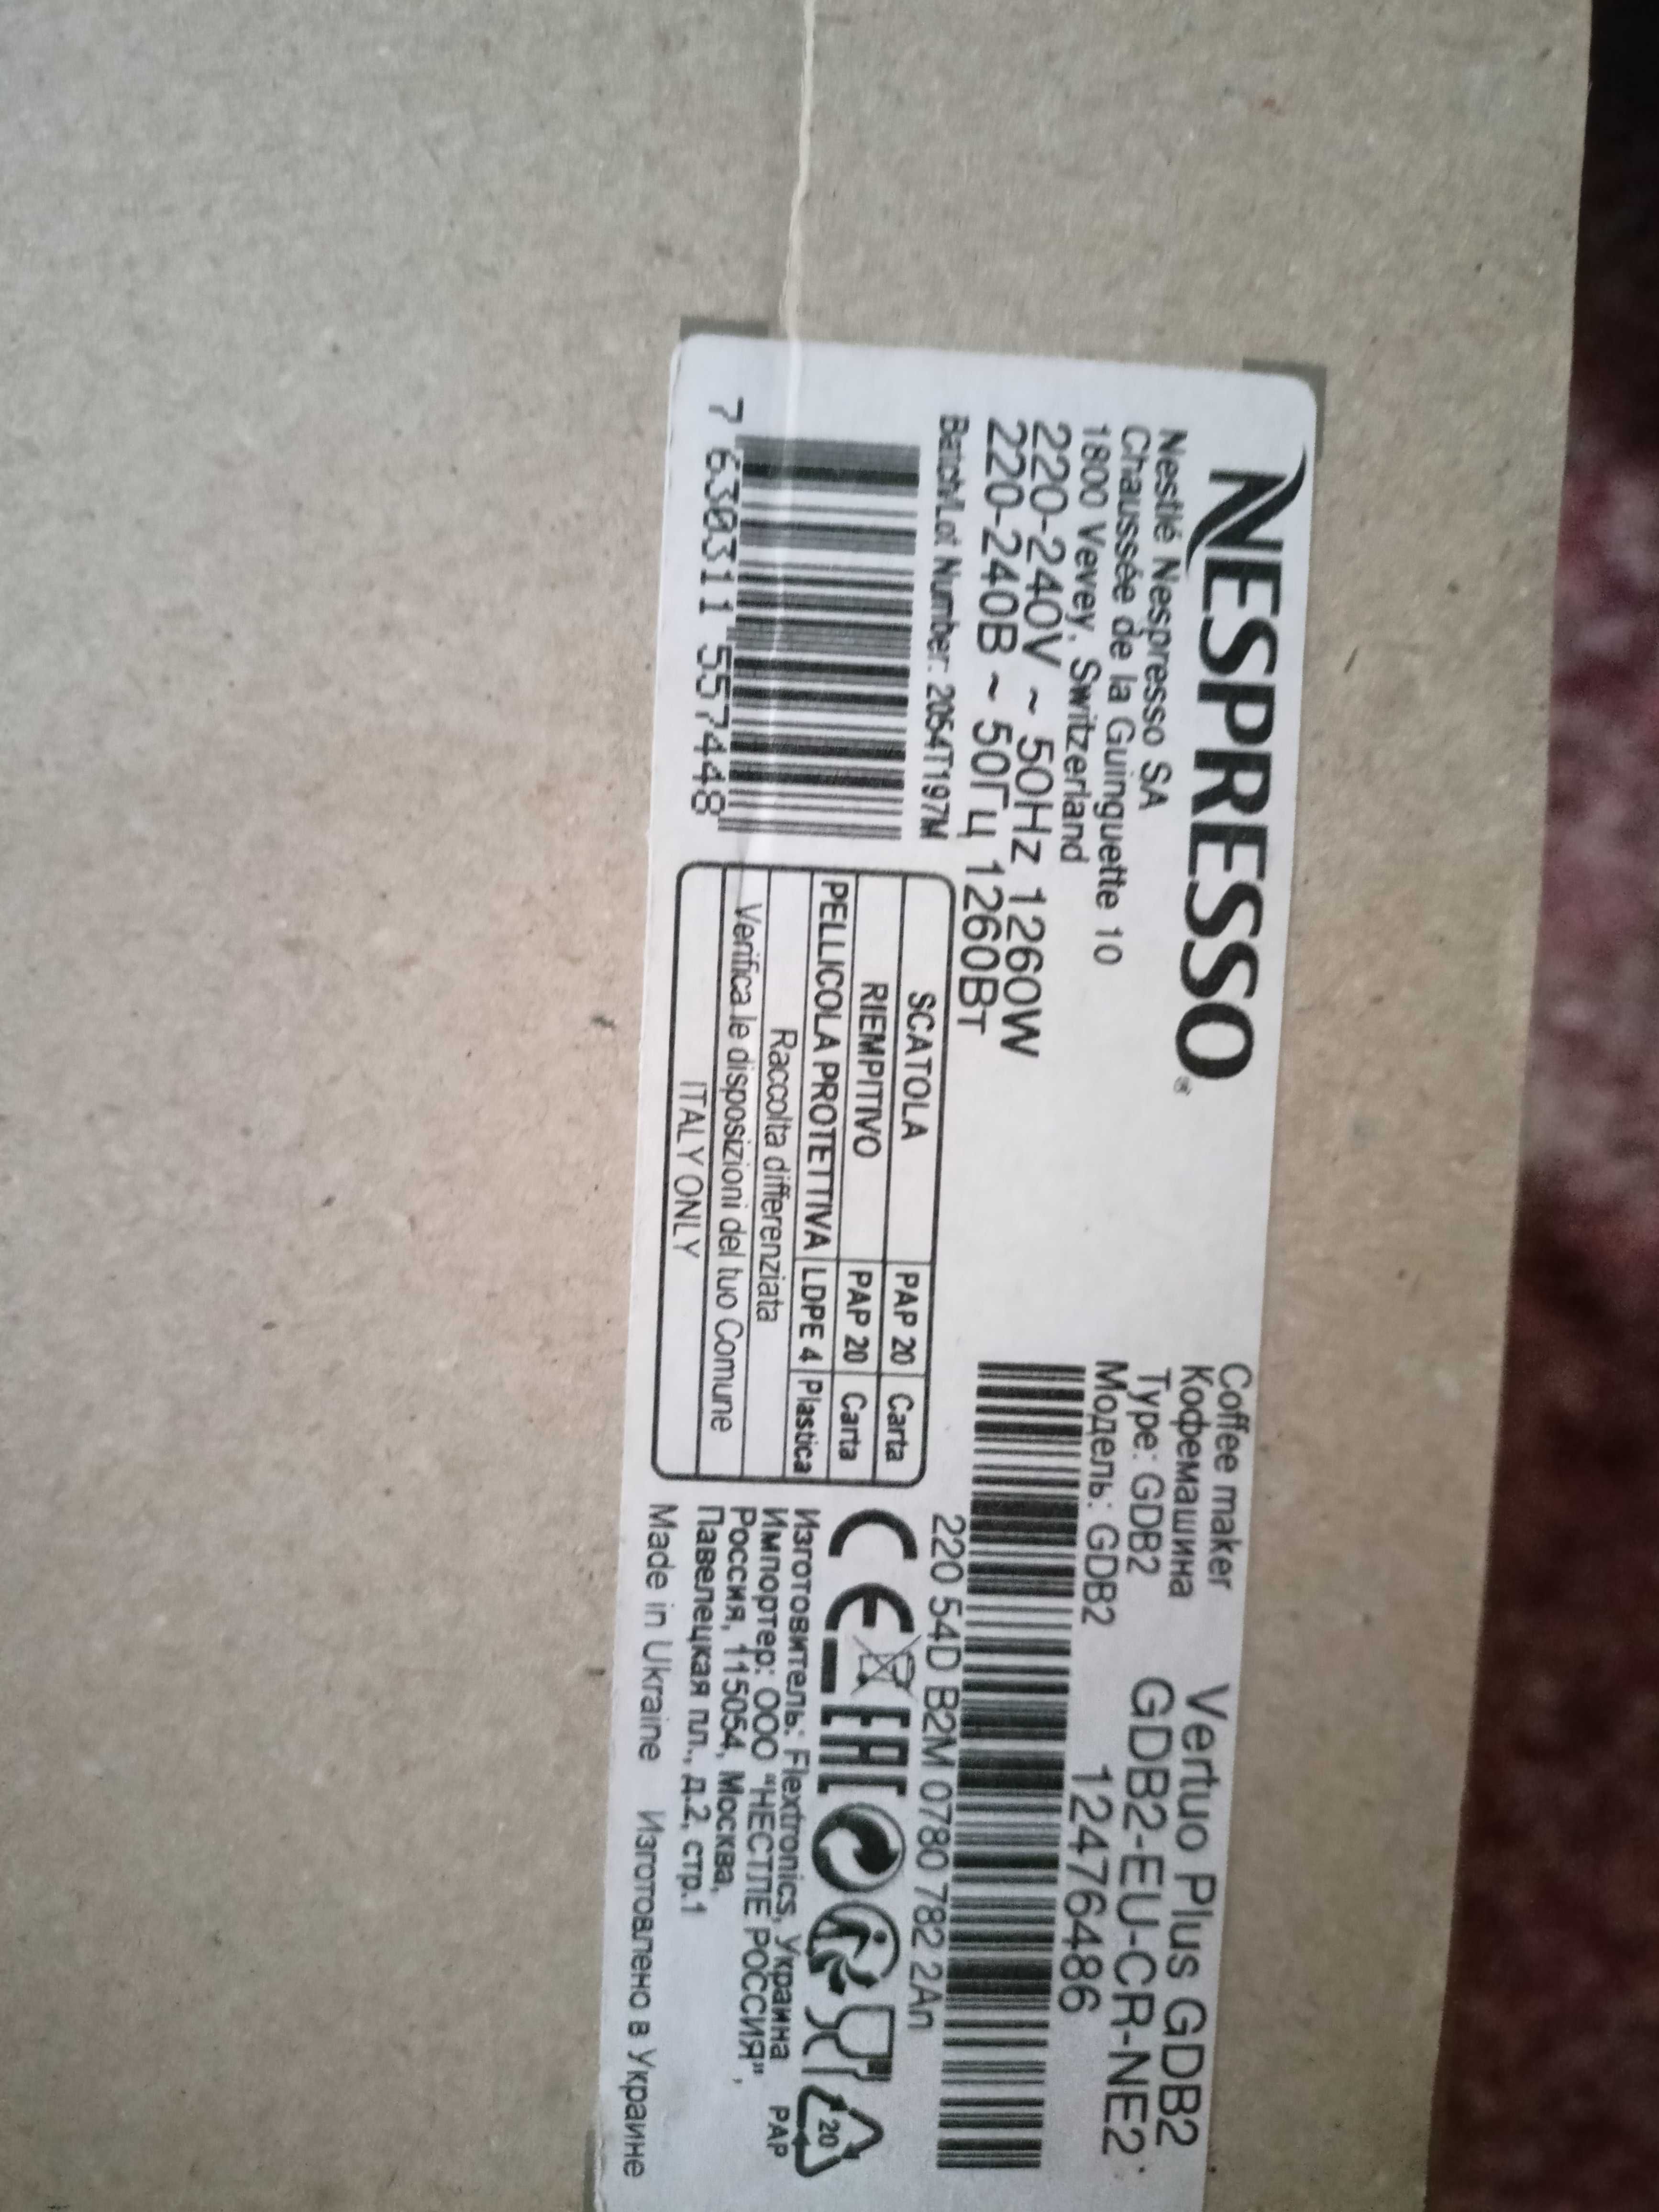 NESPRESSO®
Nestlé Nespresso SA
Chaussée de la Guinguette 10
1800 Vevey, Switzerland
220-240V ~ 50Hz 1260W
220-240В ~ 50Гц 1260Вт
Batch/Lot Number: 2054T197M
7 630311 557448
Coffee maker
Кофемашина
Type: GDB2
Модель: GDB2
Vertuo Plus GDB2
GDB2-EU-CR-NE2
12476486
220 54D B2M 0780 782 2An
SCATOLA PAP 20 Carta
RIEMPITIVO PAP 20 Carta
PELLICOLA PROTETTIVA LDPE 4 Plastica
Raccolta differenziata
Verifica le disposizioni del tuo Comune
ITALY ONLY
CE EAC
20
PAP
Изготовитель: Flextronics, Украина
Импортер: ООО "НЕСТЛЕ РОССИЯ",
Россия, 115054, Москва,
Павелецкая пл., д.2, стр.1
Made in Ukraine Изготовлено в Украине